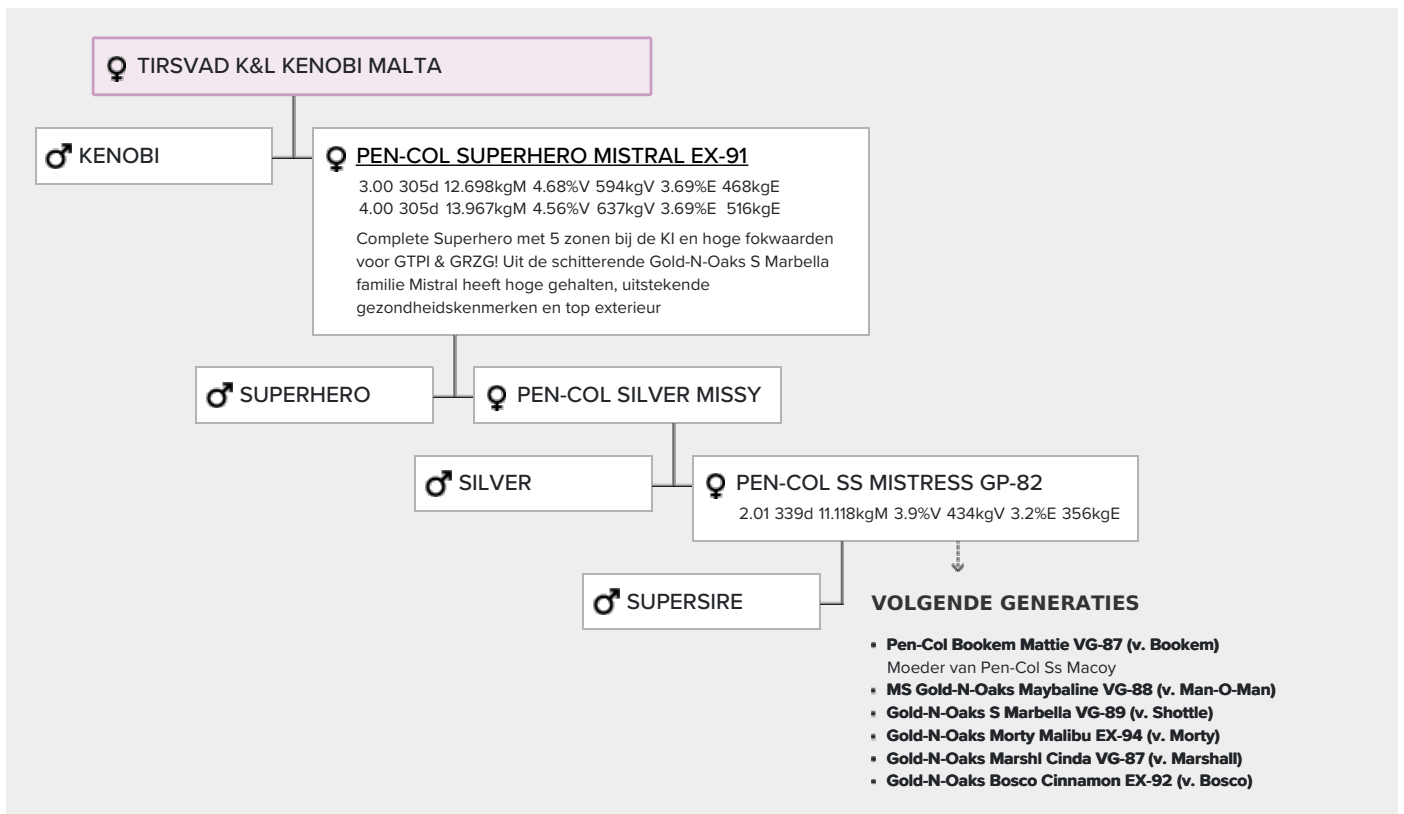 ♀ TIRSVAD K&L KENOBI MALTA
♂ KENOBI
♀ PEN-COL SUPERHERO MISTRAL EX-91
3.00 305d 12.698kgM 4.68%V 594kgV 3.69%E 468kgE
4.00 305d 13.967kgM 4.56%V 637kgV 3.69%E 516kgE
Complete Superhero met 5 zonen bij de KI en hoge fokwaarden
voor GTPI & GRZG! Uit de schitterende Gold-N-Oaks S Marbella
familie Mistral heeft hoge gehalten, uitstekende
gezondheidskenmerken en top exterieur
♂ SUPERHERO
♀ PEN-COL SILVER MISSY
♂ SILVER
♀ PEN-COL SS MISTRESS GP-82
2.01 339d 11.118kgM 3.9%V 434kgV 3.2%E 356kgE
♂ SUPERSIRE
VOLGENDE GENERATIES
• Pen-Col Bookem Mattie VG-87 (v. Bookem)
Moeder van Pen-Col Ss Macoy
• MS Gold-N-Oaks Maybaline VG-88 (v. Man-O-Man)
• Gold-N-Oaks S Marbella VG-89 (v. Shottle)
• Gold-N-Oaks Morty Malibu EX-94 (v. Morty)
• Gold-N-Oaks Marshl Cinda VG-87 (v. Marshall)
• Gold-N-Oaks Bosco Cinnamon EX-92 (v. Bosco)